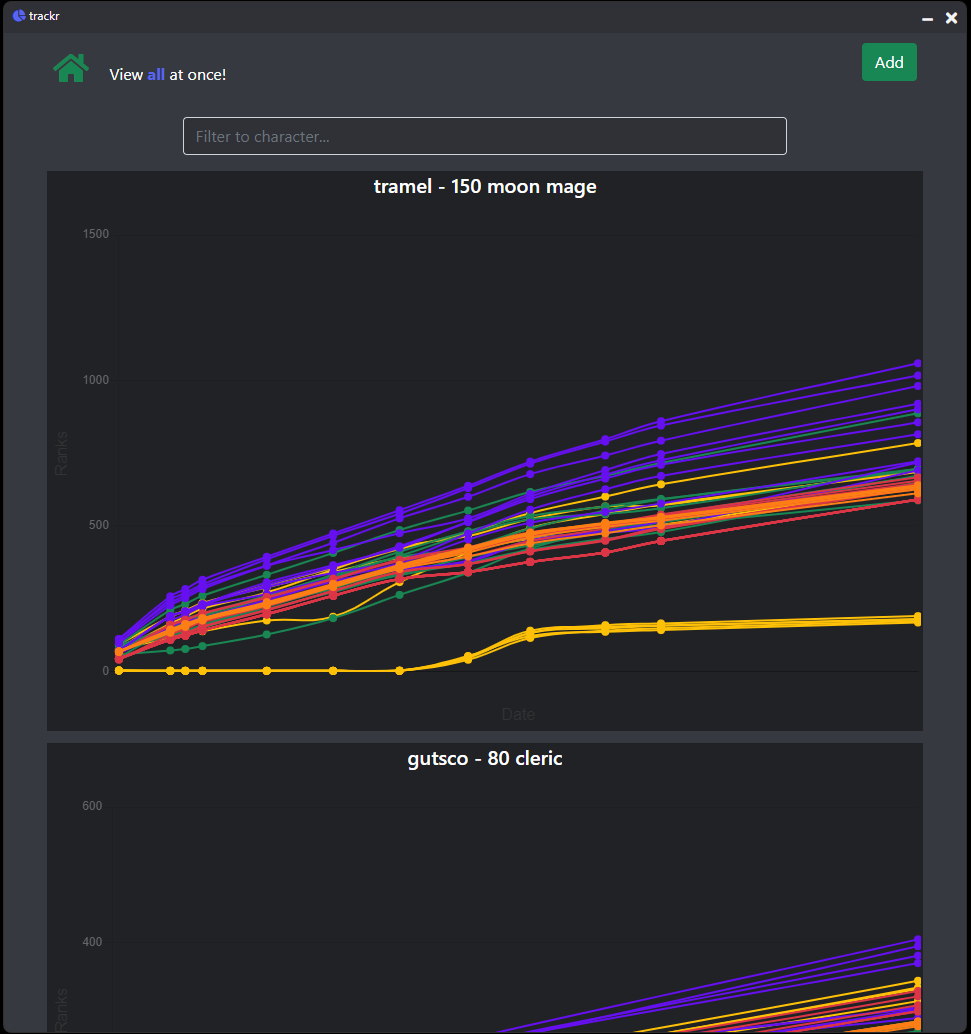 trackr
View all at once!
Add
Filter to character...
tramel - 150 moon mage
1500
1000
Ranks
500
0
Date
gutsco - 80 cleric
600
400
Ranks